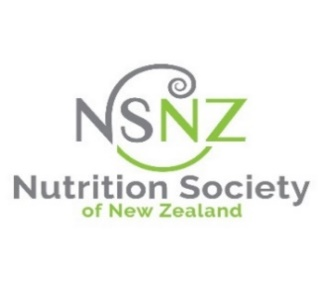 NSNZ
Nutrition Society
of New Zealand